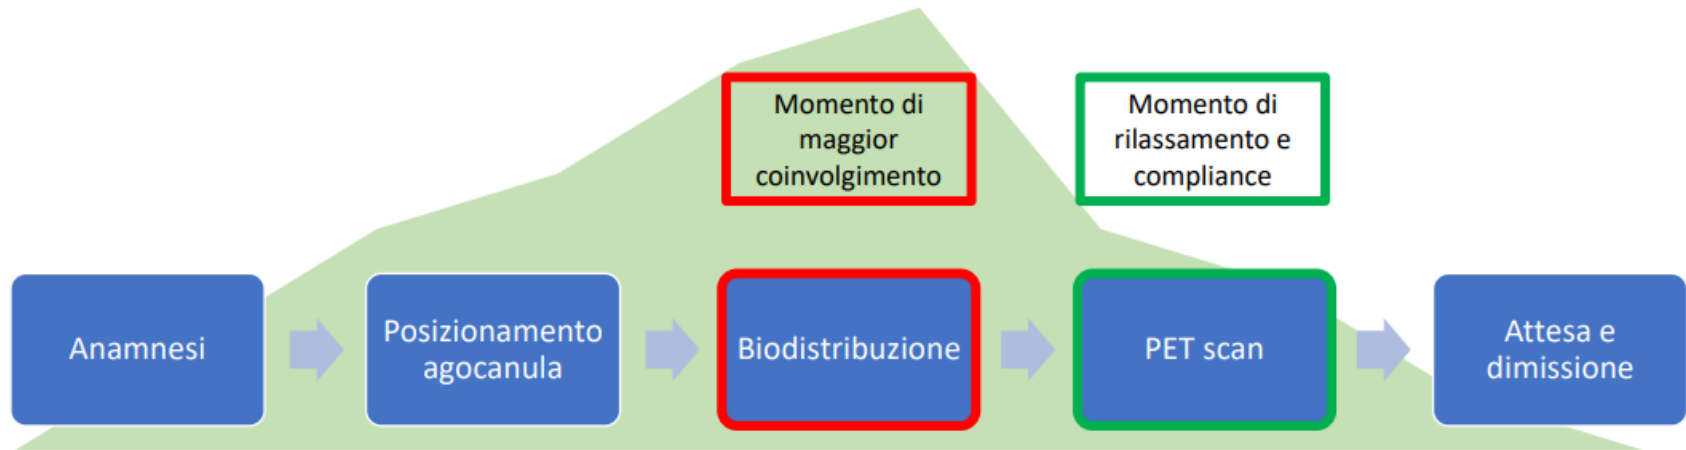 Momento di
maggior
coinvolgimento
Momento di
rilassamento e
compliance
Anamnesi
Posizionamento
agocanula
Biodistribuzione
PET scan
Attesa e
dimissione